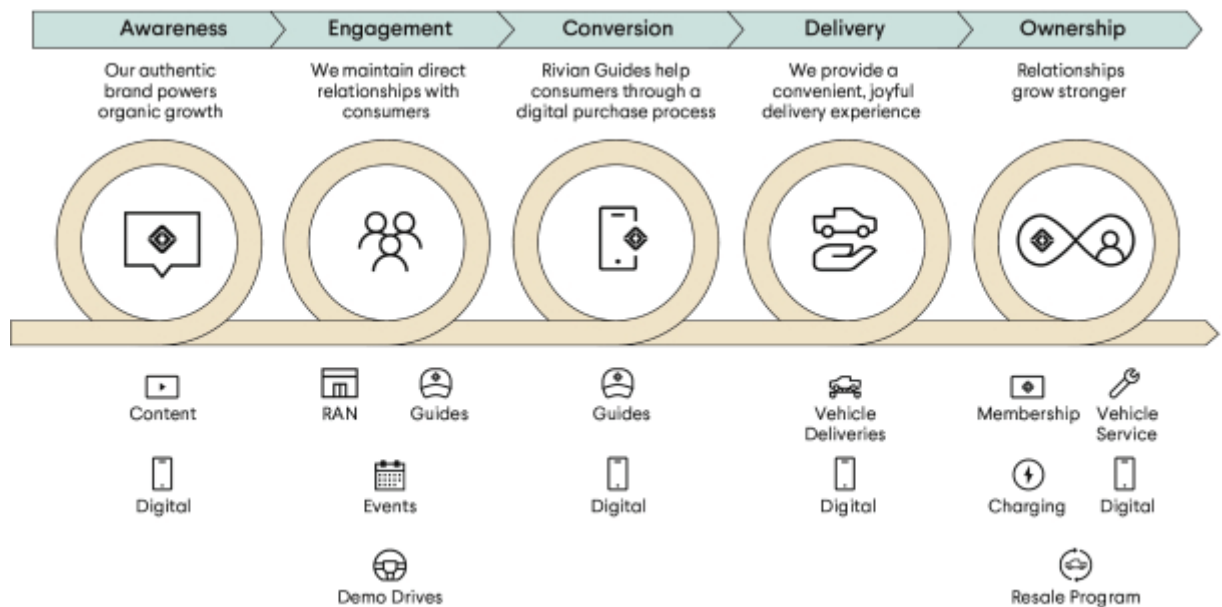 Awareness
Engagement
Conversion
Delivery
Ownership
Our authentic
brand powers
organic growth
We maintain direct
relationships with
consumers
Rivian Guides help
consumers through a
digital purchase process
We provide a
convenient, joyful
delivery experience
Relationships
grow stronger
Content
Digital
RAN
Guides
Events
Demo Drives
Guides
Digital
Vehicle
Deliveries
Digital
Membership
Vehicle
Service
Charging
Digital
Resale Program